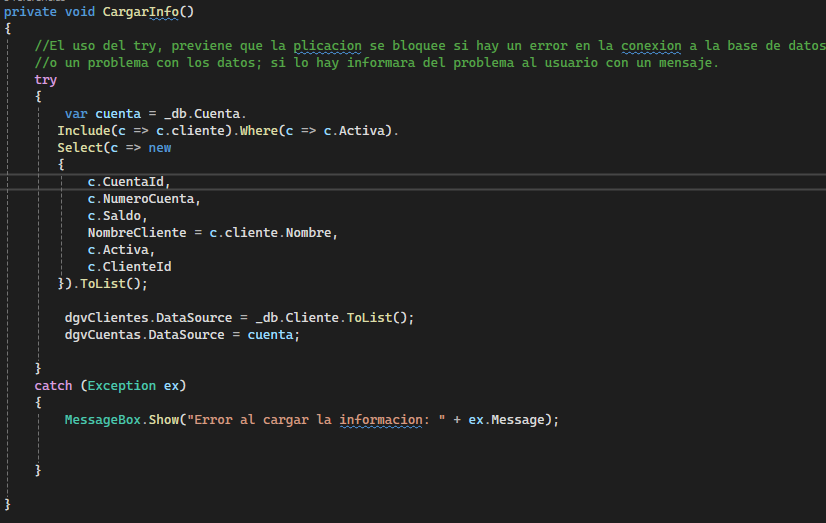 private void CargarInfo()
{
//El uso del try, previene que la plicacion se bloquee si hay un error en la conexion a la base de datos
//o un problema con los datos; si lo hay informara del problema al usuario con un mensaje.
try
{
var cuenta = _db.Cuenta.
Include(c => c.cliente).Where(c => c.Activa).
Select(c => new
{
c.CuentaId,
c.NumeroCuenta,
c.Saldo,
NombreCliente = c.cliente.Nombre,
c.Activa,
c.ClienteId
}).ToList();
dgvClientes.DataSource = _db.Cliente.ToList();
dgvCuentas.DataSource = cuenta;
}
catch (Exception ex)
{
MessageBox.Show("Error al cargar la informacion: " + ex.Message);
}
}